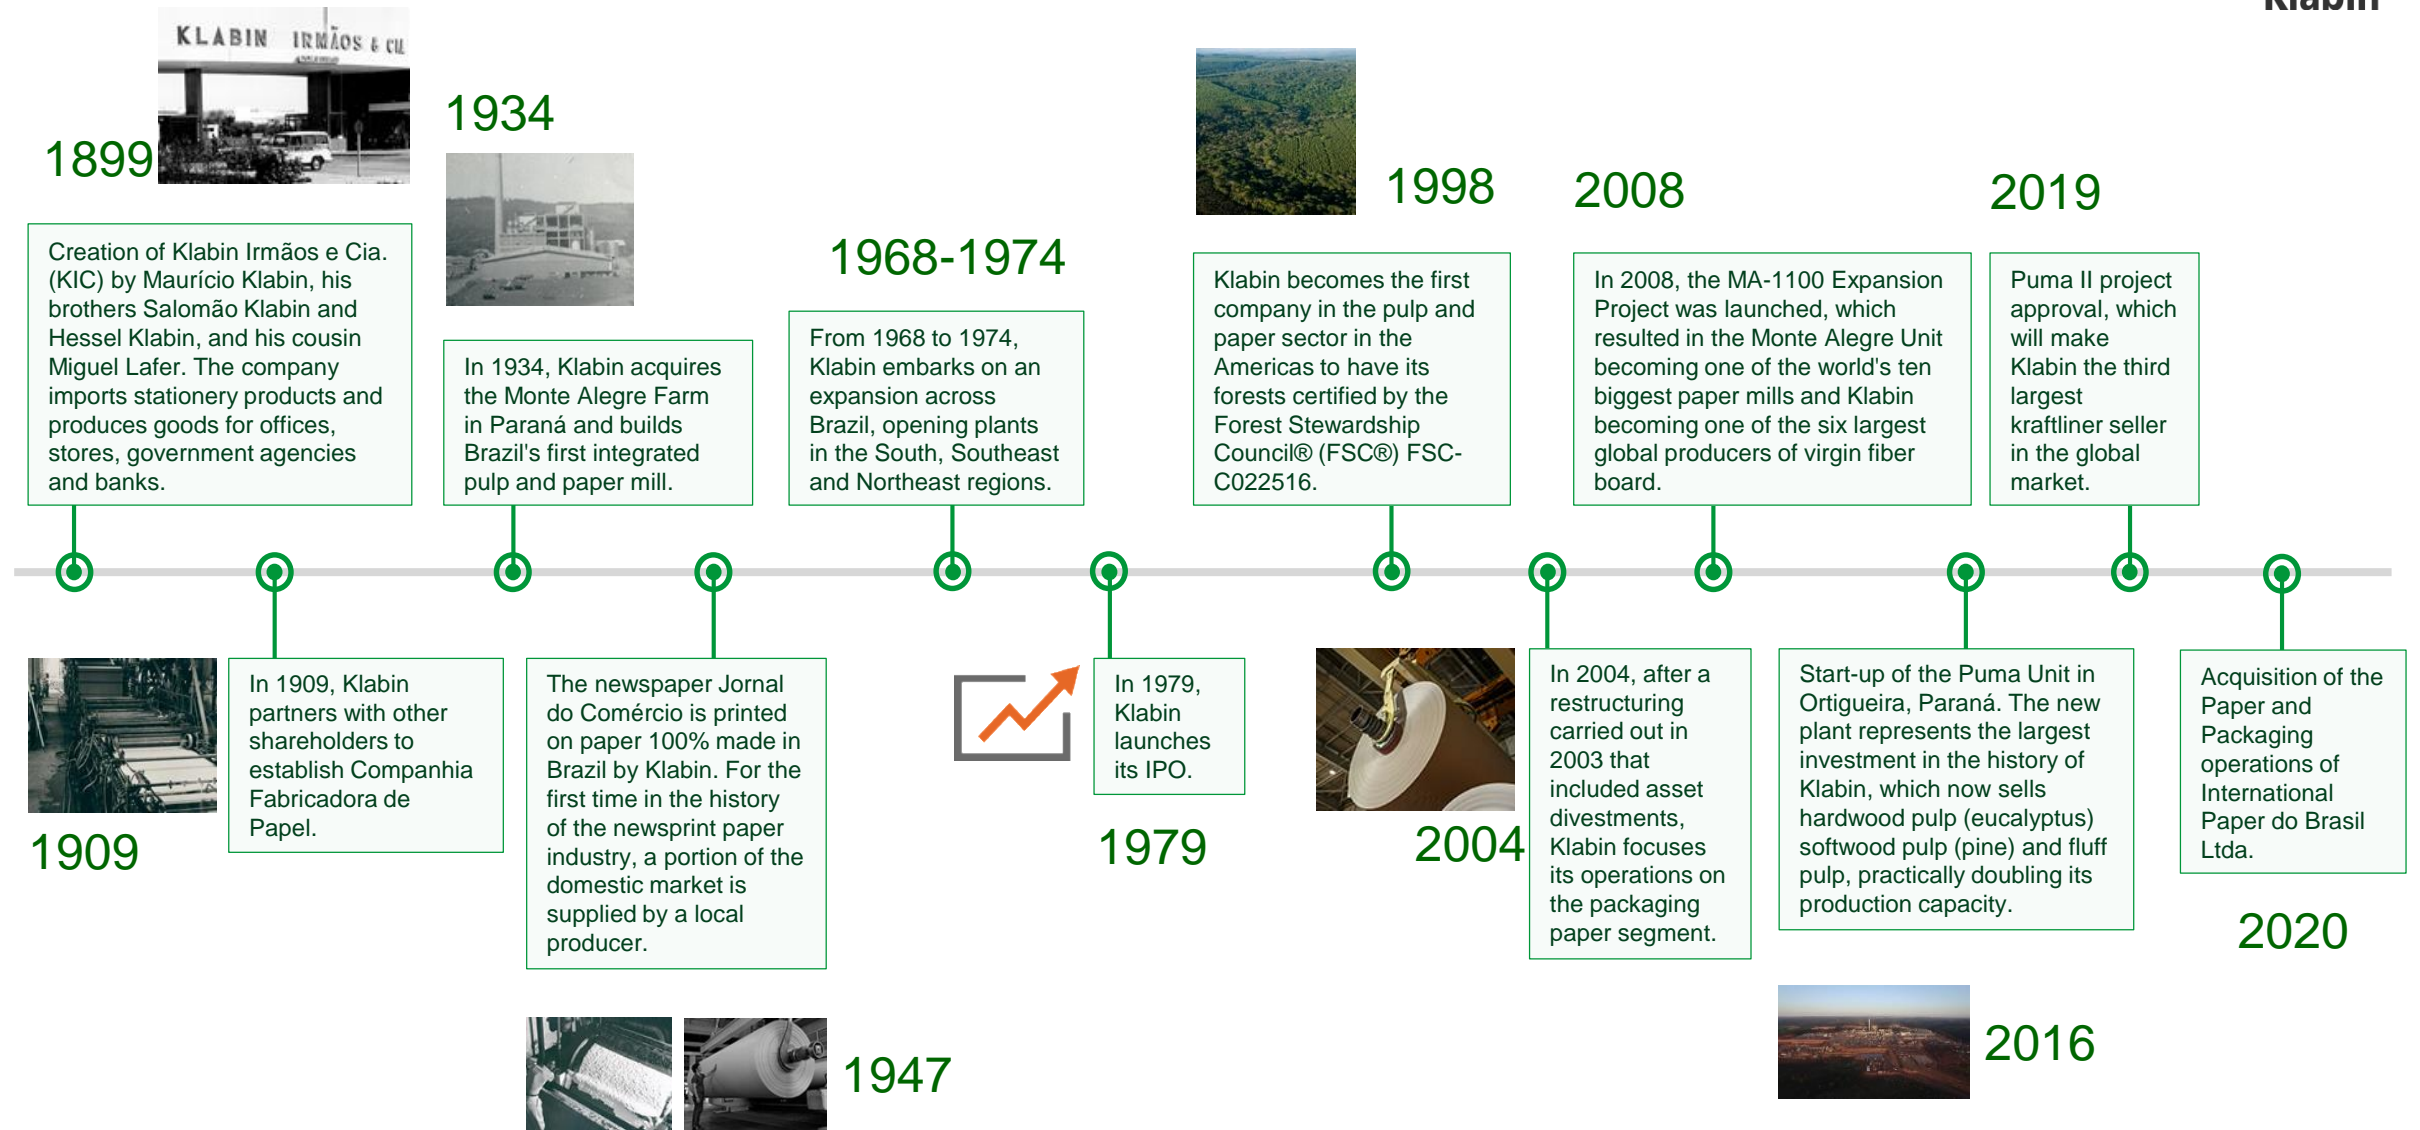 Klabin
KLABIN IRMÃOS & CIA
1899
Creation of Klabin Irmãos e Cia.
(KIC) by Maurício Klabin, his
brothers Salomão Klabin and
Hessel Klabin, and his cousin
Miguel Lafer. The company
imports stationery products and
produces goods for offices,
stores, government agencies
and banks.
1934
In 1934, Klabin acquires
the Monte Alegre Farm
in Paraná and builds
Brazil's first integrated
pulp and paper mill.
1968-1974
From 1968 to 1974,
Klabin embarks on an
expansion across
Brazil, opening plants
in the South, Southeast
and Northeast regions.
1998
Klabin becomes the first
company in the pulp and
paper sector in the
Americas to have its
forests certified by the
Forest Stewardship
Council® (FSC®) FSC-
C022516.
2008
In 2008, the MA-1100 Expansion
Project was launched, which
resulted in the Monte Alegre Unit
becoming one of the world's ten
biggest paper mills and Klabin
becoming one of the six largest
global producers of virgin fiber
board.
2019
Puma II project
approval, which
will make
Klabin the third
largest
kraftliner seller
in the global
market.
In 1909, Klabin
partners with other
shareholders to
establish Companhia
Fabricadora de
Papel.
1909
The newspaper Jornal
do Comércio is printed
on paper 100% made in
Brazil by Klabin. For the
first time in the history
of the newsprint paper
industry, a portion of the
domestic market is
supplied by a local
producer.
1947
In 1979,
Klabin
launches
its IPO.
1979
In 2004, after a
restructuring
carried out in
2003 that
included asset
divestments,
Klabin focuses
its operations on
the packaging
paper segment.
2004
Start-up of the Puma Unit in
Ortigueira, Paraná. The new
plant represents the largest
investment in the history of
Klabin, which now sells
hardwood pulp (eucalyptus)
softwood pulp (pine) and fluff
pulp, practically doubling its
production capacity.
2016
Acquisition of the
Paper and
Packaging
operations of
International
Paper do Brasil
Ltda.
2020